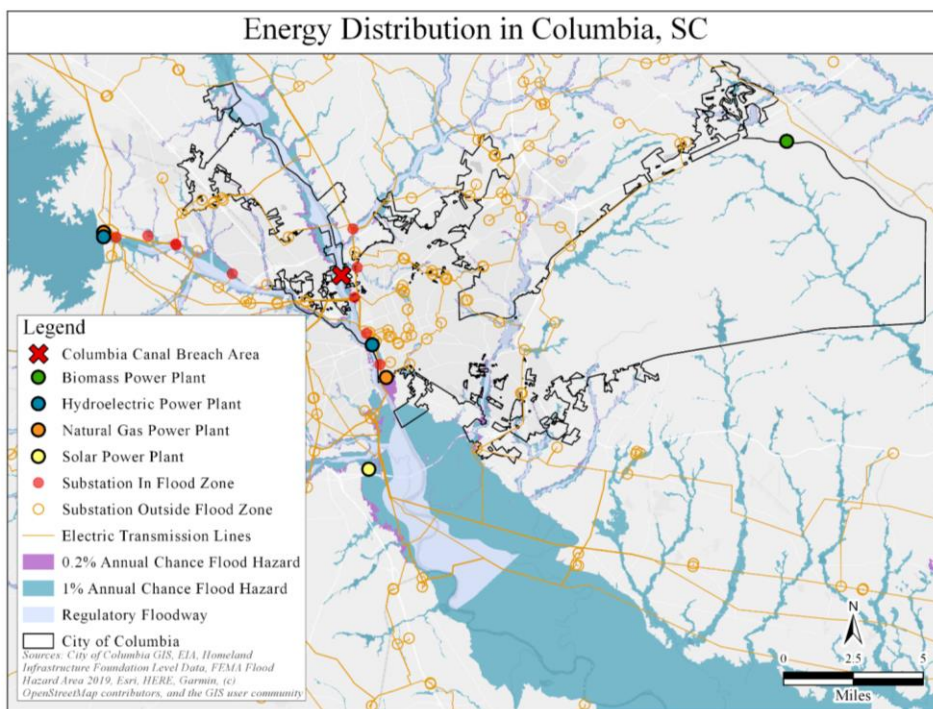 Energy Distribution in Columbia, SC
Legend
Columbia Canal Breach Area
Biomass Power Plant
Hydroelectric Power Plant
Natural Gas Power Plant
Solar Power Plant
Substation In Flood Zone
Substation Outside Flood Zone
Electric Transmission Lines
0.2% Annual Chance Flood Hazard
1% Annual Chance Flood Hazard
Regulatory Floodway
City of Columbia
Sources: City of Columbia GIS, EIA, Homeland
Infrastructure Foundation Level Data, FEMA Flood
Hazard Area 2019, Esri, HERE, Garmin, (c)
OpenStreetMap contributors, and the GIS user community
N
0 2.5 5
Miles